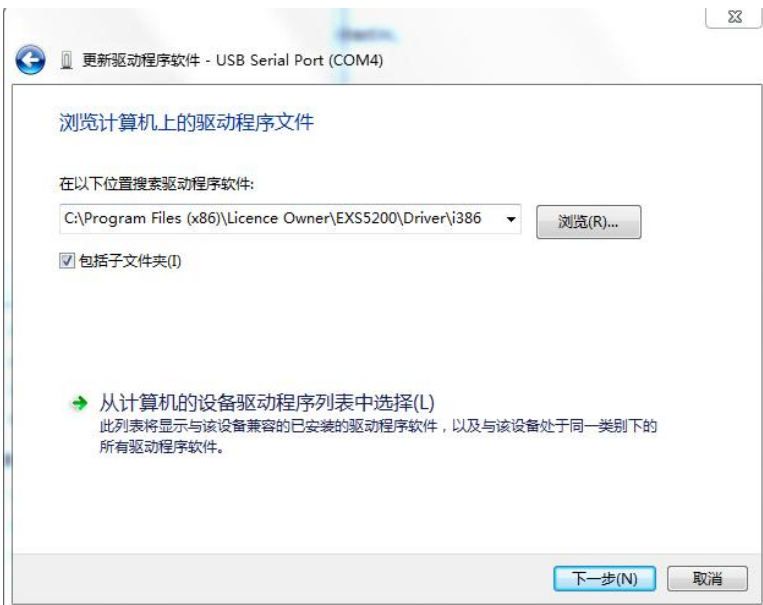 更新驱动程序软件 - USB Serial Port (COM4)
浏览计算机上的驱动程序文件
在以下位置搜索驱动程序软件:
C:\Program Files (x86)\Licence Owner\EXS5200\Driver\i386
浏览(R)...
包括子文件夹(I)
从计算机的设备驱动程序列表中选择(L)
此列表将显示与该设备兼容的已安装的驱动程序软件，以及与该设备处于同一类别下的
所有驱动程序软件。
下一步(N)
取消